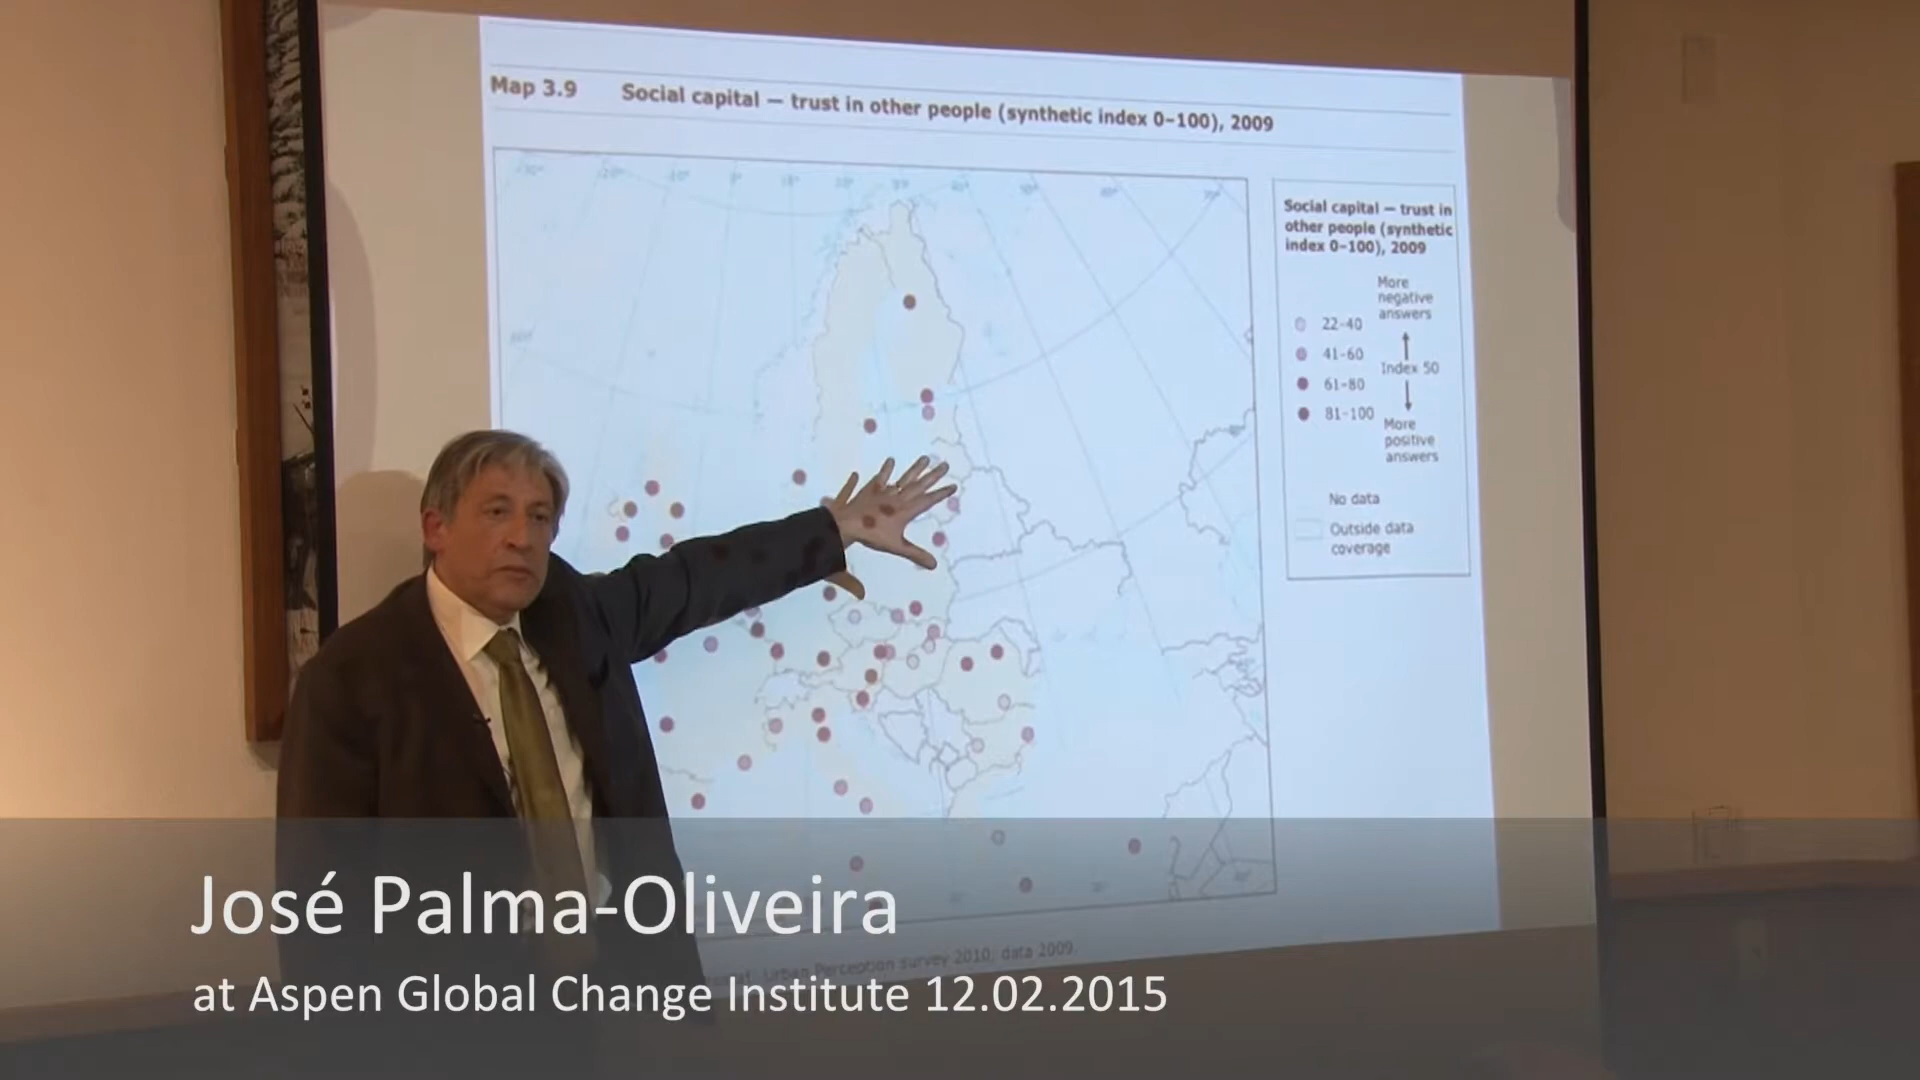 Map 3.9 Social capital — trust in other people (synthetic index 0–100), 2009
Social capital — trust in
other people (synthetic
index 0–100), 2009
More
negative
answers
22–40
41–60
Index 50
61–80
81–100
More
positive
answers
No data
Outside data
coverage
Urban Perception survey 2010; data 2009.
José Palma-Oliveira
at Aspen Global Change Institute 12.02.2015